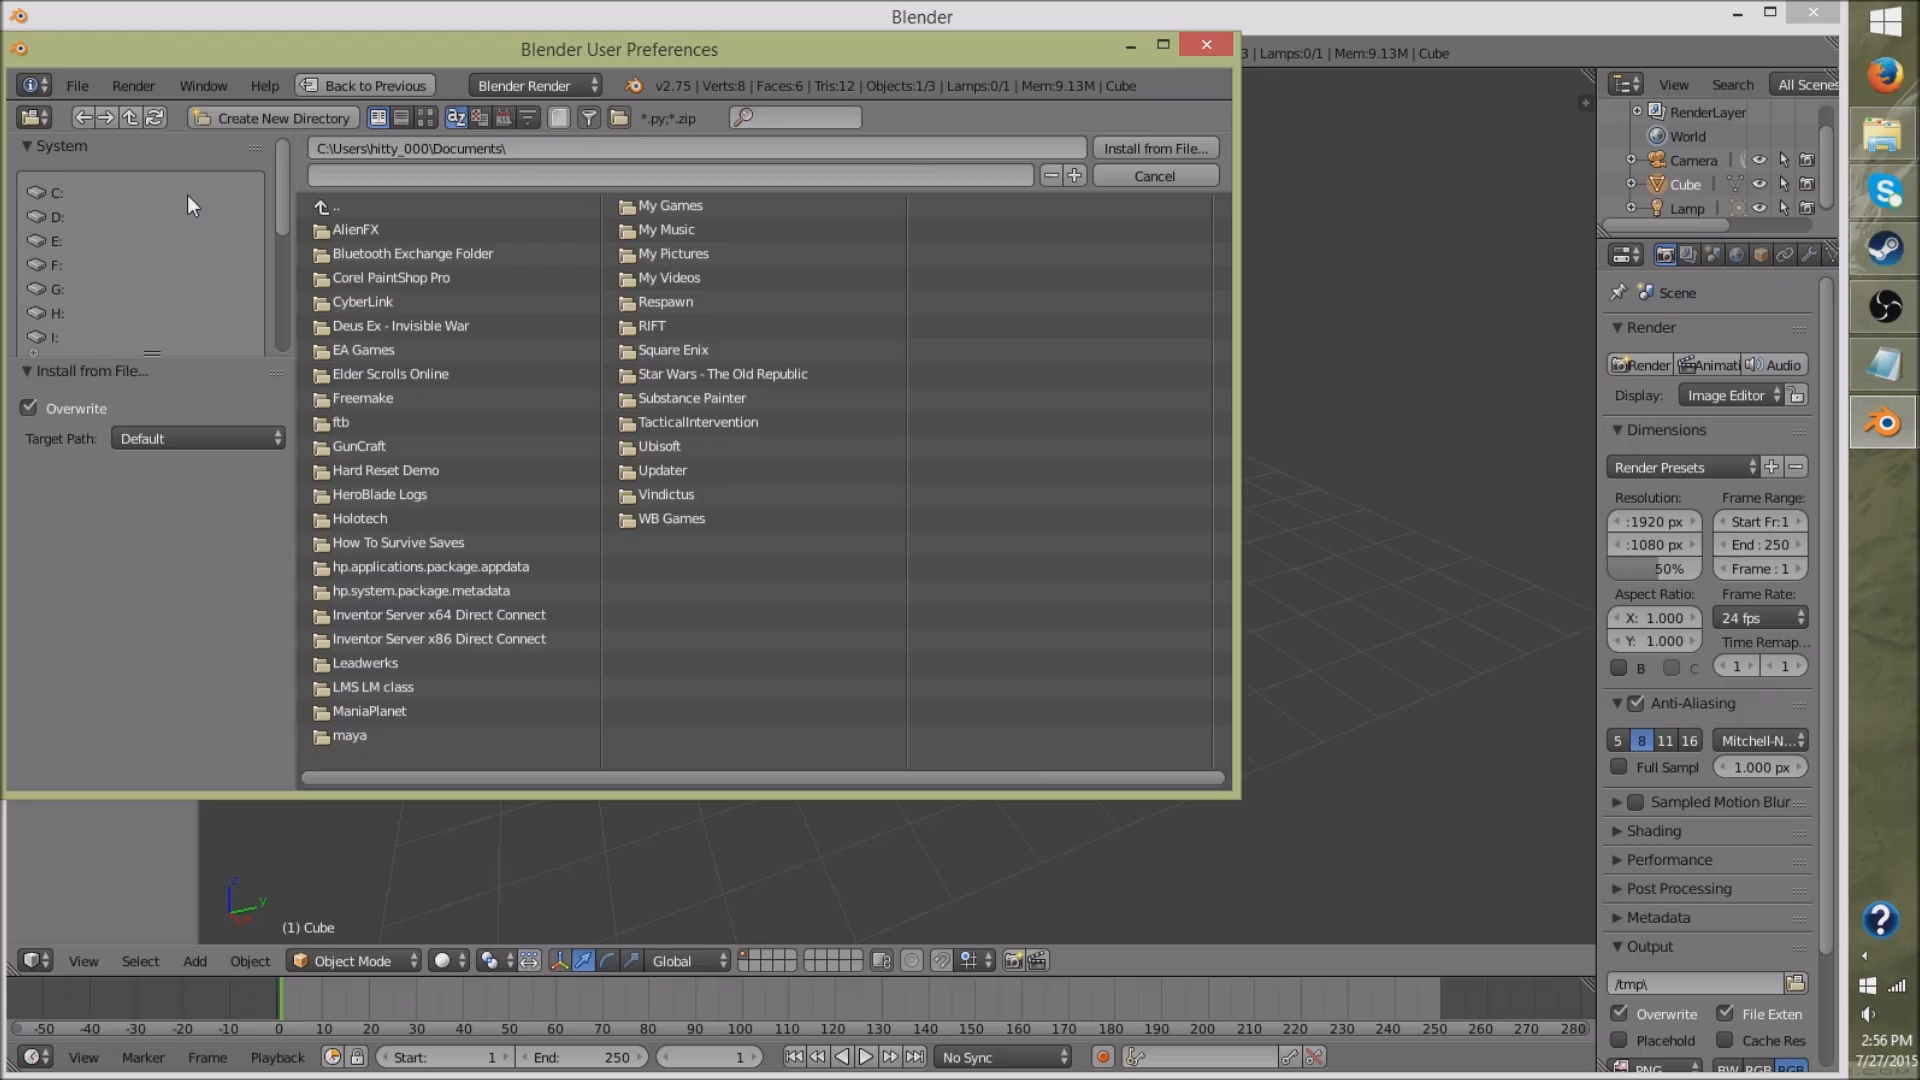 Blender
Blender User Preferences
3 | Lamps:0/1 | Mem:9.13M | Cube
File Render Window Help Back to Previous Blender Render v2.75 | Verts:8 | Faces:6 | Tris:12 | Objects:1/3 | Lamps:0/1 | Mem:9.13M | Cube
View Search All Scenes
Create New Directory *.py;*.zip
System
C:\Users\hitty_000\Documents\ Install from File...
Cancel
C:
D:
E:
F:
G:
H:
I:
Install from File...
Overwrite
Target Path: Default
..
AlienFX
Bluetooth Exchange Folder
Corel PaintShop Pro
CyberLink
Deus Ex - Invisible War
EA Games
Elder Scrolls Online
Freemake
ftb
GunCraft
Hard Reset Demo
HeroBlade Logs
Holotech
How To Survive Saves
hp.applications.package.appdata
hp.system.package.metadata
Inventor Server x64 Direct Connect
Inventor Server x86 Direct Connect
Leadwerks
LMS LM class
ManiaPlanet
maya
My Games
My Music
My Pictures
My Videos
Respawn
RIFT
Square Enix
Star Wars - The Old Republic
Substance Painter
TacticalIntervention
Ubisoft
Updater
Vindictus
WB Games
RenderLayer
World
Camera
Cube
Lamp
Scene
Render
Render Animati Audio
Display: Image Editor
Dimensions
Render Presets
Resolution: Frame Range:
:1920 px Start Fr:1
:1080 px End : 250
50% Frame : 1
Aspect Ratio: Frame Rate:
X: 1.000 24 fps
Y: 1.000 Time Remap...
B C 1 1
Anti-Aliasing
5 8 11 16 Mitchell-N...
Full Sampl 1.000 px
Sampled Motion Blur
Shading
Performance
Post Processing
Metadata
Output
/tmp\
Overwrite File Exten
Placehold Cache Res
PNG BW RGB RGB
z
y
(1) Cube
View Select Add Object Object Mode Global
-50 -40 -30 -20 -10 0 10 20 30 40 50 60 70 80 90 100 110 120 130 140 150 160 170 180 190 200 210 220 230 240 250 260 270 280
View Marker Frame Playback Start: 1 End: 250 1 No Sync
2:56 PM
7/27/2015